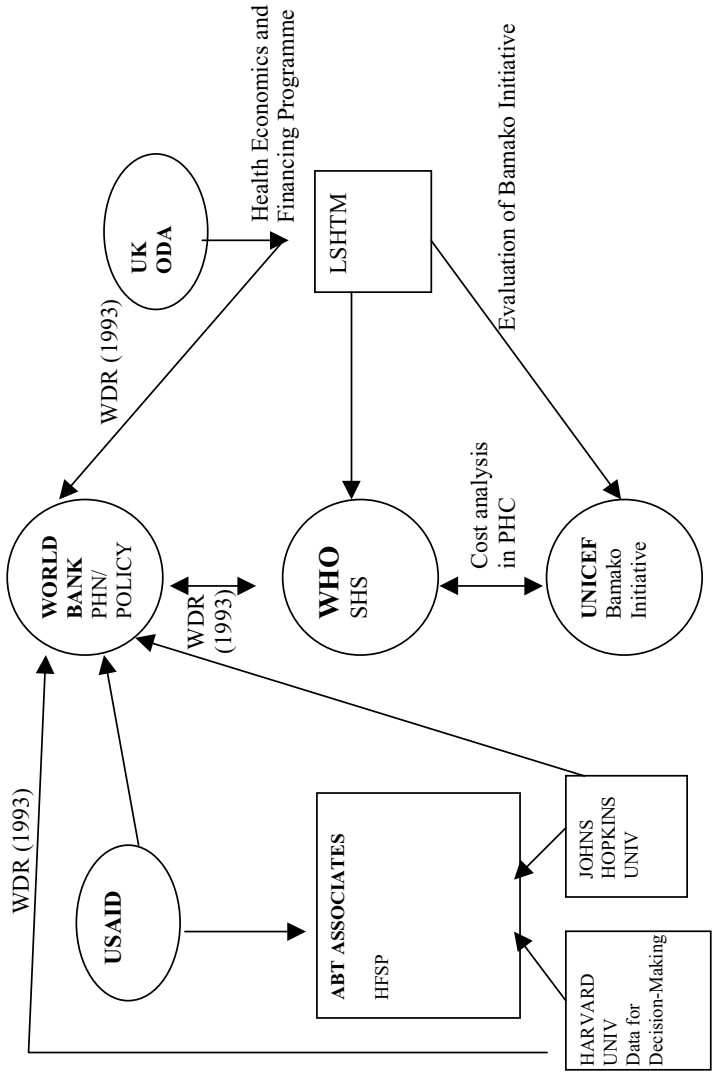 WDR (1993)
USAID
ABT ASSOCIATES
HFSP
HARVARD
UNIV
Data for
Decision-Making
JOHNS
HOPKINS
UNIV
WORLD
BANK
PHN/
POLICY
WDR
(1993)
WHO
SHS
Cost analysis
in PHC
UNICEF
Bamako
Initiative
WDR (1993)
UK
ODA
Health Economics and
Financing Programme
LSHTM
Evaluation of Bamako Initiative